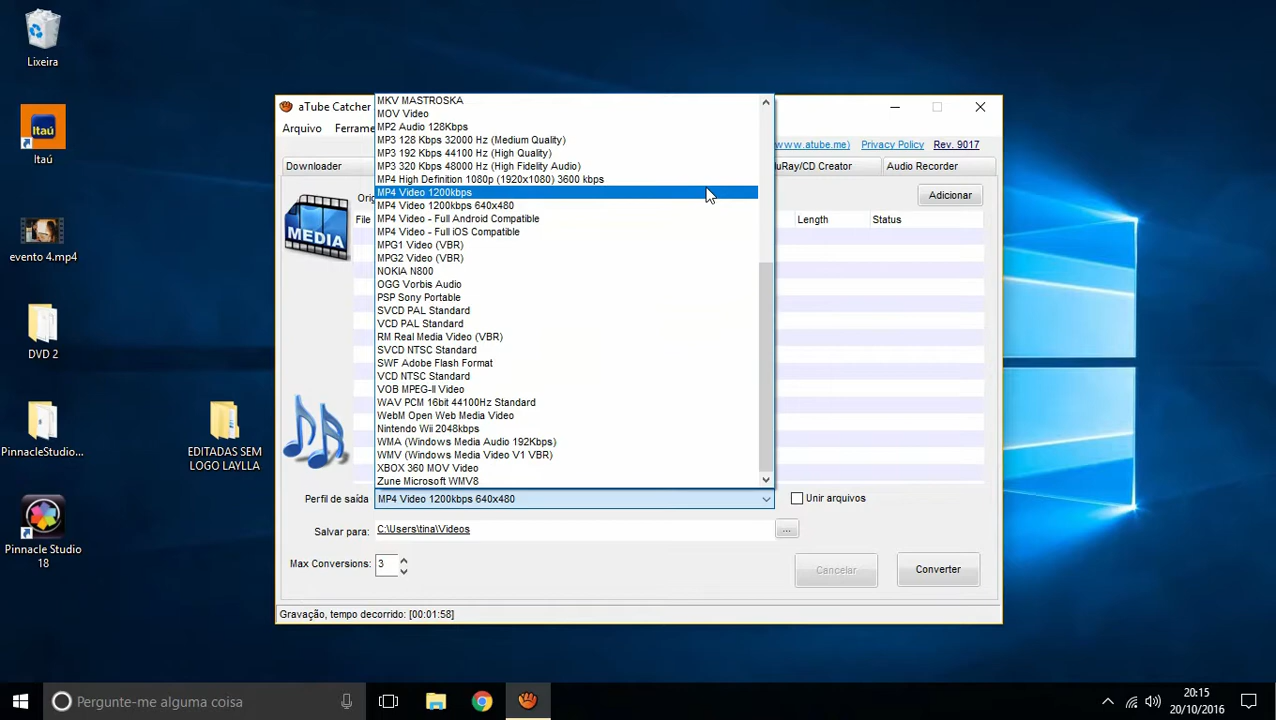 Lixeira
Itaú
Itaú
evento 4.mp4
DVD 2
PinnacleStudio...
EDITADAS SEM
LOGO LAYLLA
Pinnacle Studio
18
aTube Catcher
Arquivo
Ferrame
www.atube.me)
Privacy Policy
Rev. 9017
Downloader
uRay/CD Creator
Audio Recorder
MEDIA
Orig
Adicionar
File
Length
Status
MKV MASTROSKA
MOV Video
MP2 Audio 128Kbps
MP3 128 Kbps 32000 Hz (Medium Quality)
MP3 192 Kbps 44100 Hz (High Quality)
MP3 320 Kbps 48000 Hz (High Fidelity Audio)
MP4 High Definition 1080p (1920x1080) 3600 kbps
MP4 Video 1200kbps
MP4 Video 1200kbps 640x480
MP4 Video - Full Android Compatible
MP4 Video - Full iOS Compatible
MPG1 Video (VBR)
MPG2 Video (VBR)
NOKIA N800
OGG Vorbis Audio
PSP Sony Portable
SVCD PAL Standard
VCD PAL Standard
RM Real Media Video (VBR)
SVCD NTSC Standard
SWF Adobe Flash Format
VCD NTSC Standard
VOB MPEG-II Video
WAV PCM 16bit 44100Hz Standard
WebM Open Web Media Video
Nintendo Wii 2048kbps
WMA (Windows Media Audio 192Kbps)
WMV (Windows Media Video V1 VBR)
XBOX 360 MOV Video
Zune Microsoft WMV8
Perfil de saída
MP4 Video 1200kbps 640x480
Unir arquivos
Salvar para:
C:\Users\tina\Videos
...
Max Conversions:
3
Cancelar
Converter
Gravação, tempo decorrido: [00:01:58]
Pergunte-me alguma coisa
20:15
20/10/2016